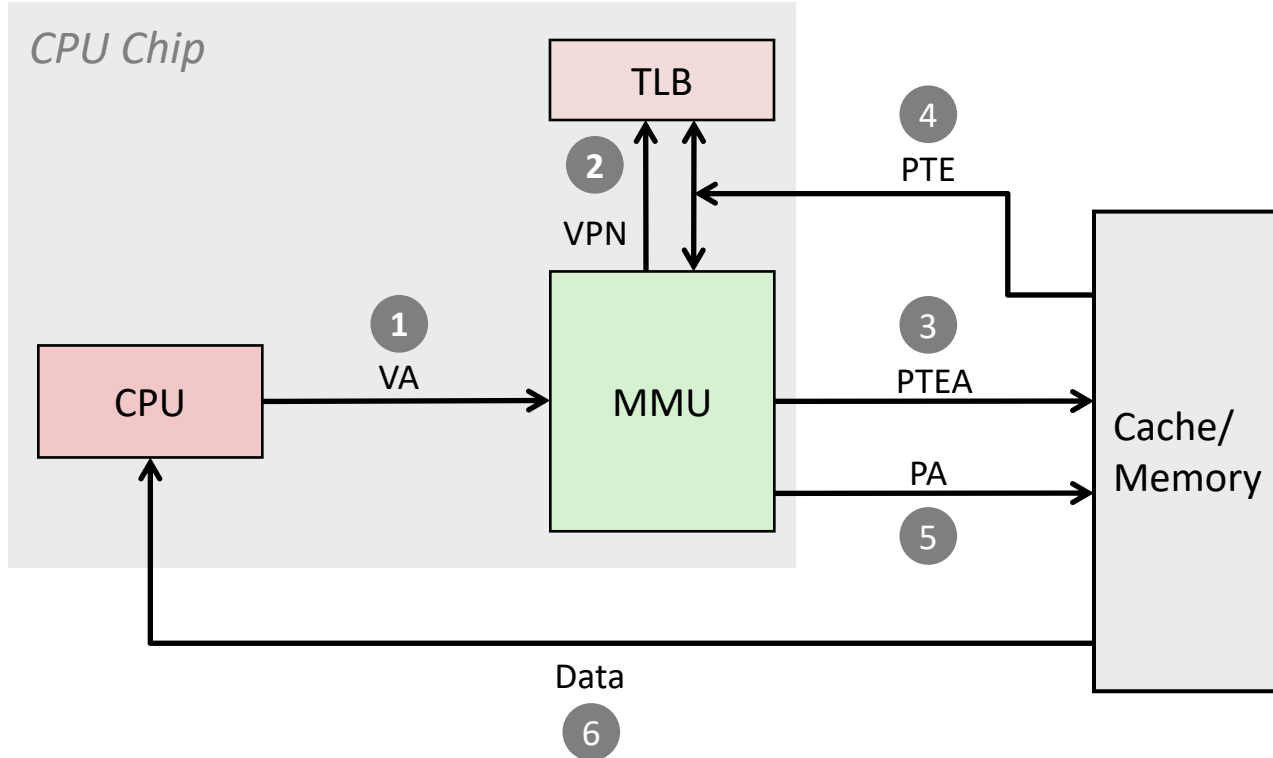 CPU Chip
TLB
4
PTE
2
VPN
1
VA
3
PTEA
CPU
MMU
Cache/
Memory
PA
5
Data
6